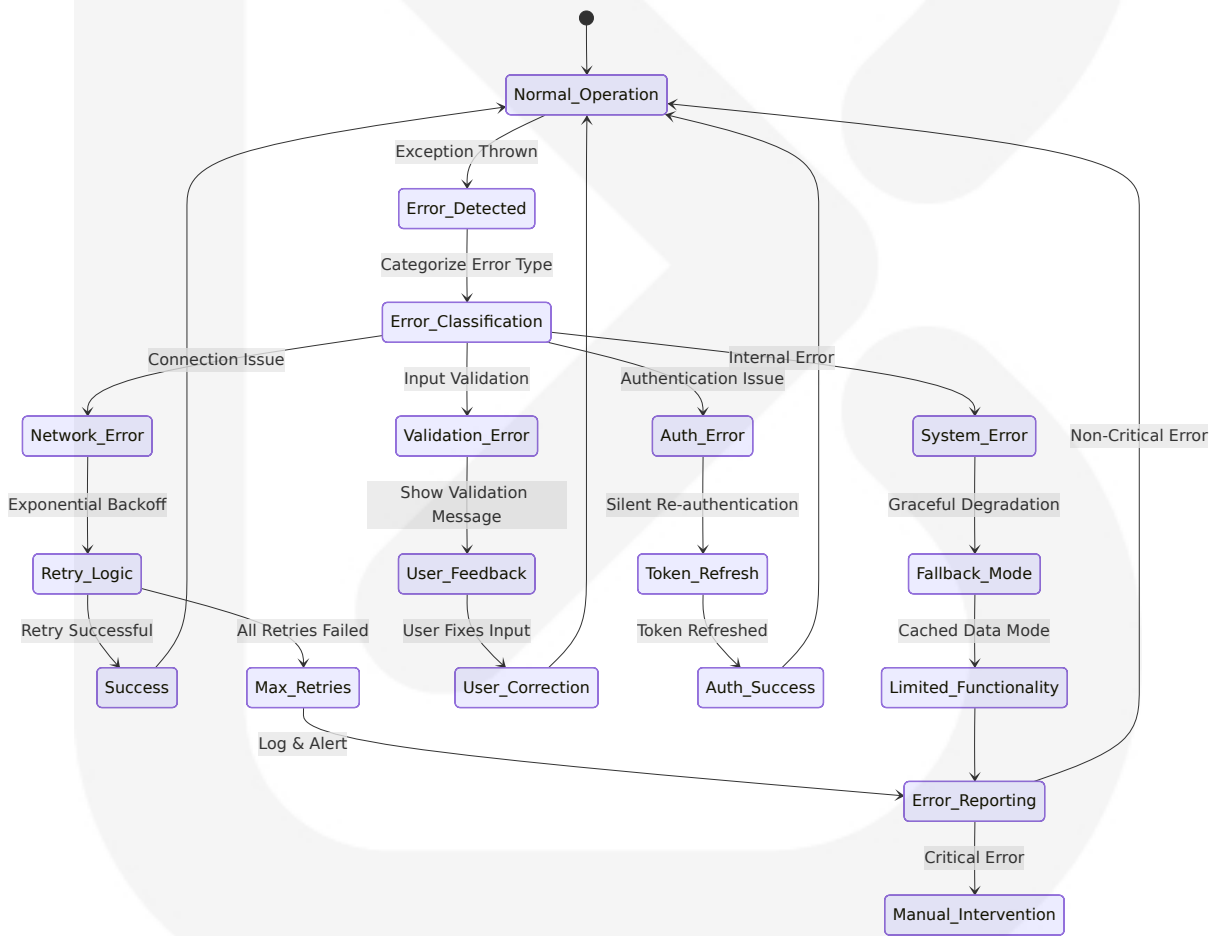 Normal_Operation
Exception Thrown
Error_Detected
Categorize Error Type
Error_Classification
Connection Issue
Input Validation
Authentication Issue
Internal Error
Network_Error
Validation_Error
Auth_Error
System_Error
Non-Critical Error
Exponential Backoff
Show Validation
Message
Silent Re-authentication
Graceful Degradation
Retry_Logic
User_Feedback
Token_Refresh
Fallback_Mode
Retry Successful
All Retries Failed
User Fixes Input
Token Refreshed
Cached Data Mode
Success
Max_Retries
User_Correction
Auth_Success
Limited_Functionality
Log & Alert
Error_Reporting
Critical Error
Manual_Intervention